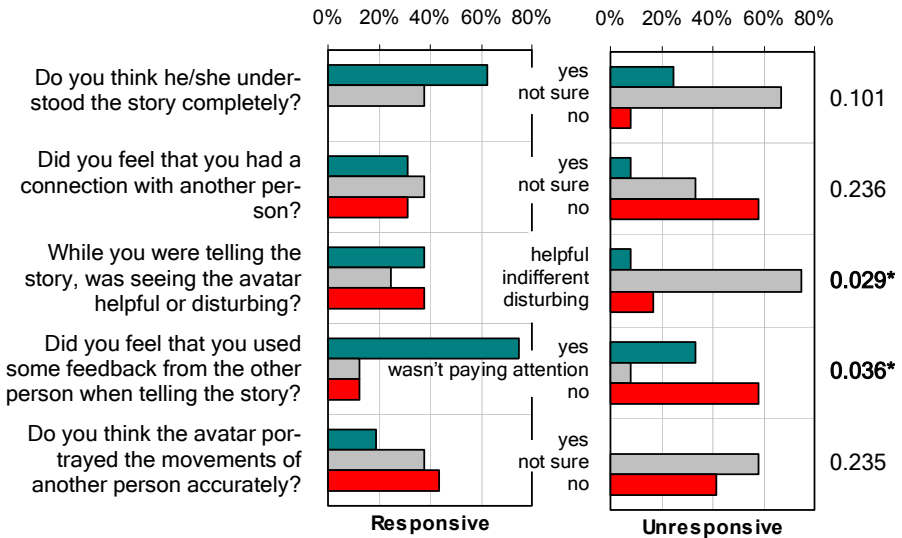 0% 20% 40% 60% 80%
0% 20% 40% 60% 80%
Do you think he/she under-
stood the story completely?
yes
not sure
no
0.101
Did you feel that you had a
connection with another per-
son?
yes
not sure
no
0.236
While you were telling the
story, was seeing the avatar
helpful or disturbing?
helpful
indifferent
disturbing
0.029*
Did you feel that you used
some feedback from the other
person when telling the story?
yes
wasn't paying attention
no
0.036*
Do you think the avatar por-
trayed the movements of
another person accurately?
yes
not sure
no
0.235
Responsive
Unresponsive